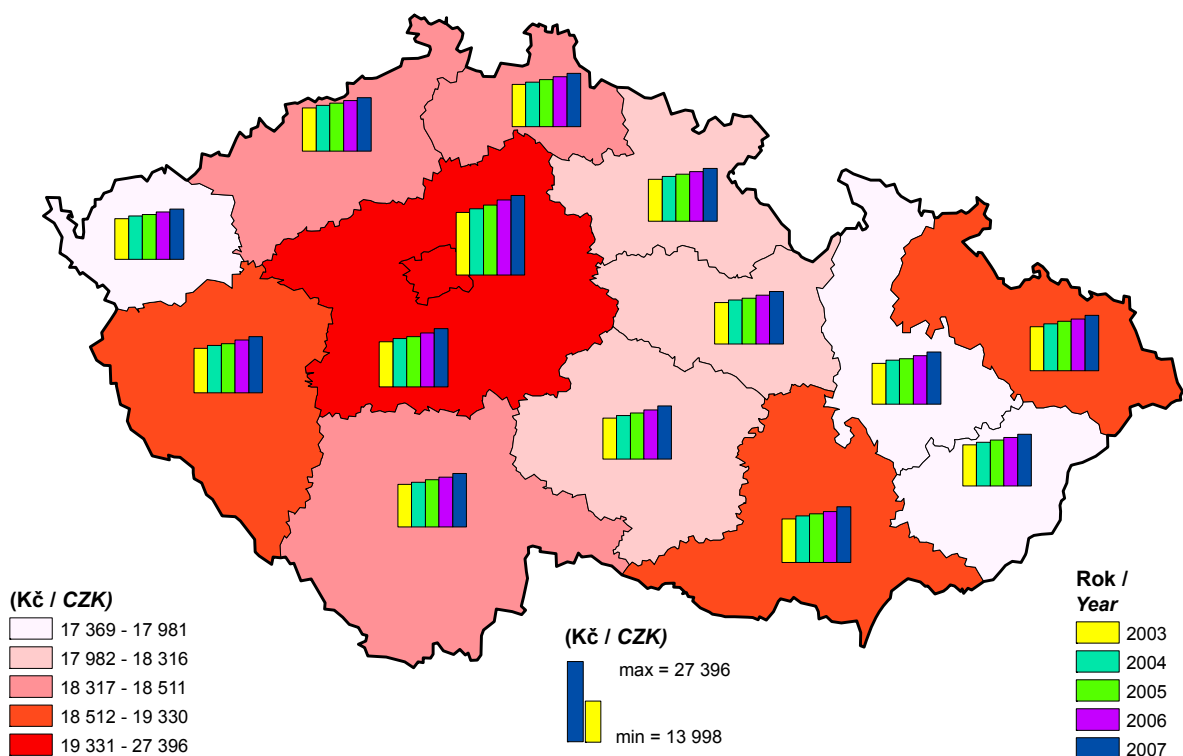 (Kč / CZK)
17 369 - 17 981
17 982 - 18 316
18 317 - 18 511
18 512 - 19 330
19 331 - 27 396
(Kč / CZK)
max = 27 396
min = 13 998
Rok /
Year
2003
2004
2005
2006
2007